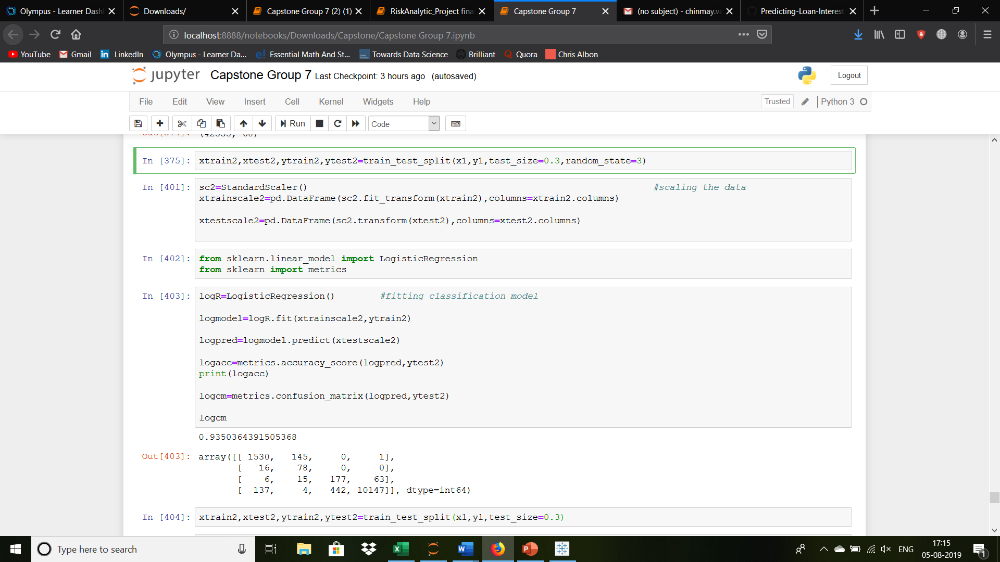 Olympus - Learner Dash
Downloads/
Capstone Group 7 (2) (1)
RiskAnalytic_Project fina
Capstone Group 7
(no subject) - chinmay.va
Predicting-Loan-Interest
localhost:8888/notebooks/Downloads/Capstone/Capstone Group 7.ipynb
YouTube
Gmail
LinkedIn
Olympus - Learner Da...
Essential Math And St...
Towards Data Science
Brilliant
Quora
Chris Albon
jupyter Capstone Group 7 Last Checkpoint: 3 hours ago (autosaved)
Logout
File Edit View Insert Cell Kernel Widgets Help
Trusted
Python 3
Run
Code
In [375]: xtrain2,xtest2,ytrain2,ytest2=train_test_split(x1,y1,test_size=0.3,random_state=3)
In [401]: sc2=StandardScaler() #scaling the data
xtrainscale2=pd.DataFrame(sc2.fit_transform(xtrain2),columns=xtrain2.columns)
xtestscale2=pd.DataFrame(sc2.transform(xtest2),columns=xtest2.columns)
In [402]: from sklearn.linear_model import LogisticRegression
from sklearn import metrics
In [403]: logR=LogisticRegression() #fitting classification model
logmodel=logR.fit(xtrainscale2,ytrain2)
logpred=logmodel.predict(xtestscale2)
logacc=metrics.accuracy_score(logpred,ytest2)
print(logacc)
logcm=metrics.confusion_matrix(logpred,ytest2)
logcm
0.9350364391505368
Out[403]: array([[ 1530, 145, 0, 1],
[ 16, 78, 0, 0],
[ 6, 15, 177, 63],
[ 137, 4, 442, 10147]], dtype=int64)
In [404]: xtrain2,xtest2,ytrain2,ytest2=train_test_split(x1,y1,test_size=0.3)
Type here to search
ENG
17:15
05-08-2019
1